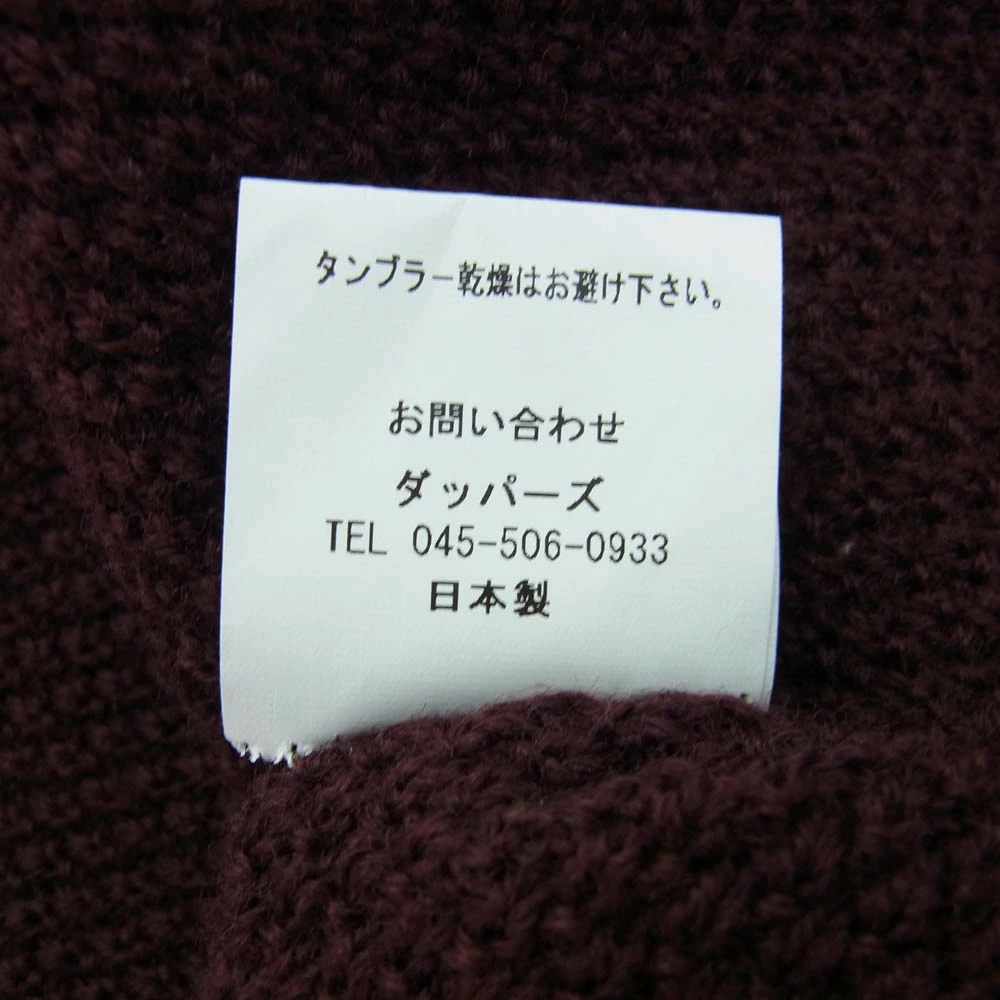 タンブラー乾燥はお避け下さい。
お問い合わせ
ダッパーズ
TEL 045-506-0933
日本製